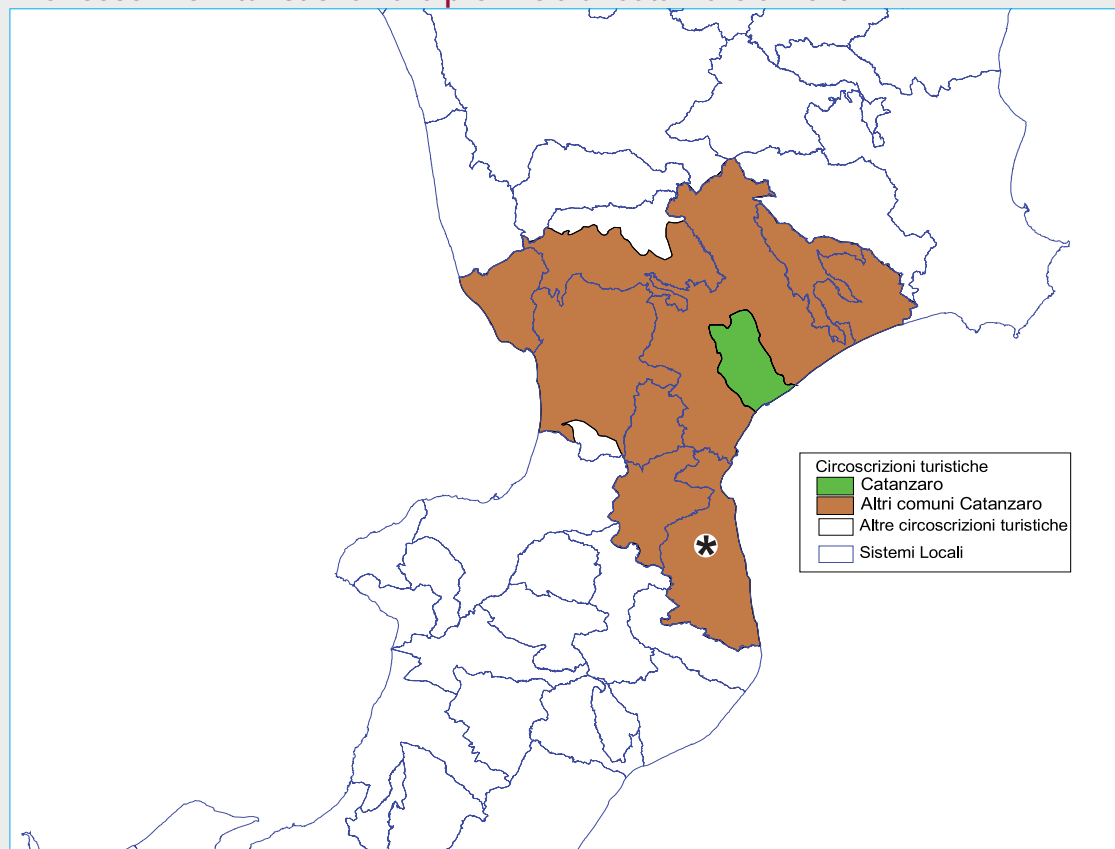 Circoscrizioni turistiche
Catanzaro
Altri comuni Catanzaro
Altre circoscrizioni turistiche
Sistemi Locali